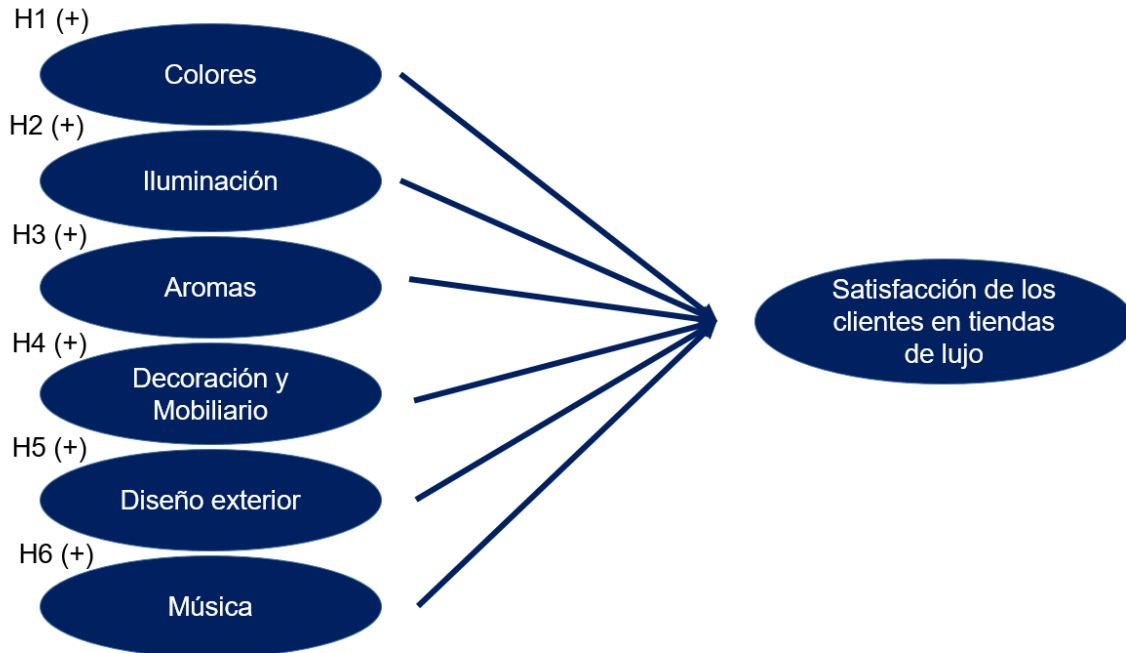 H1 (+)
Colores
H2 (+)
Iluminación
H3 (+)
Aromas
H4 (+)
Decoración y
Mobiliario
H5 (+)
Diseño exterior
H6 (+)
Música
Satisfacción de los
clientes en tiendas
de lujo